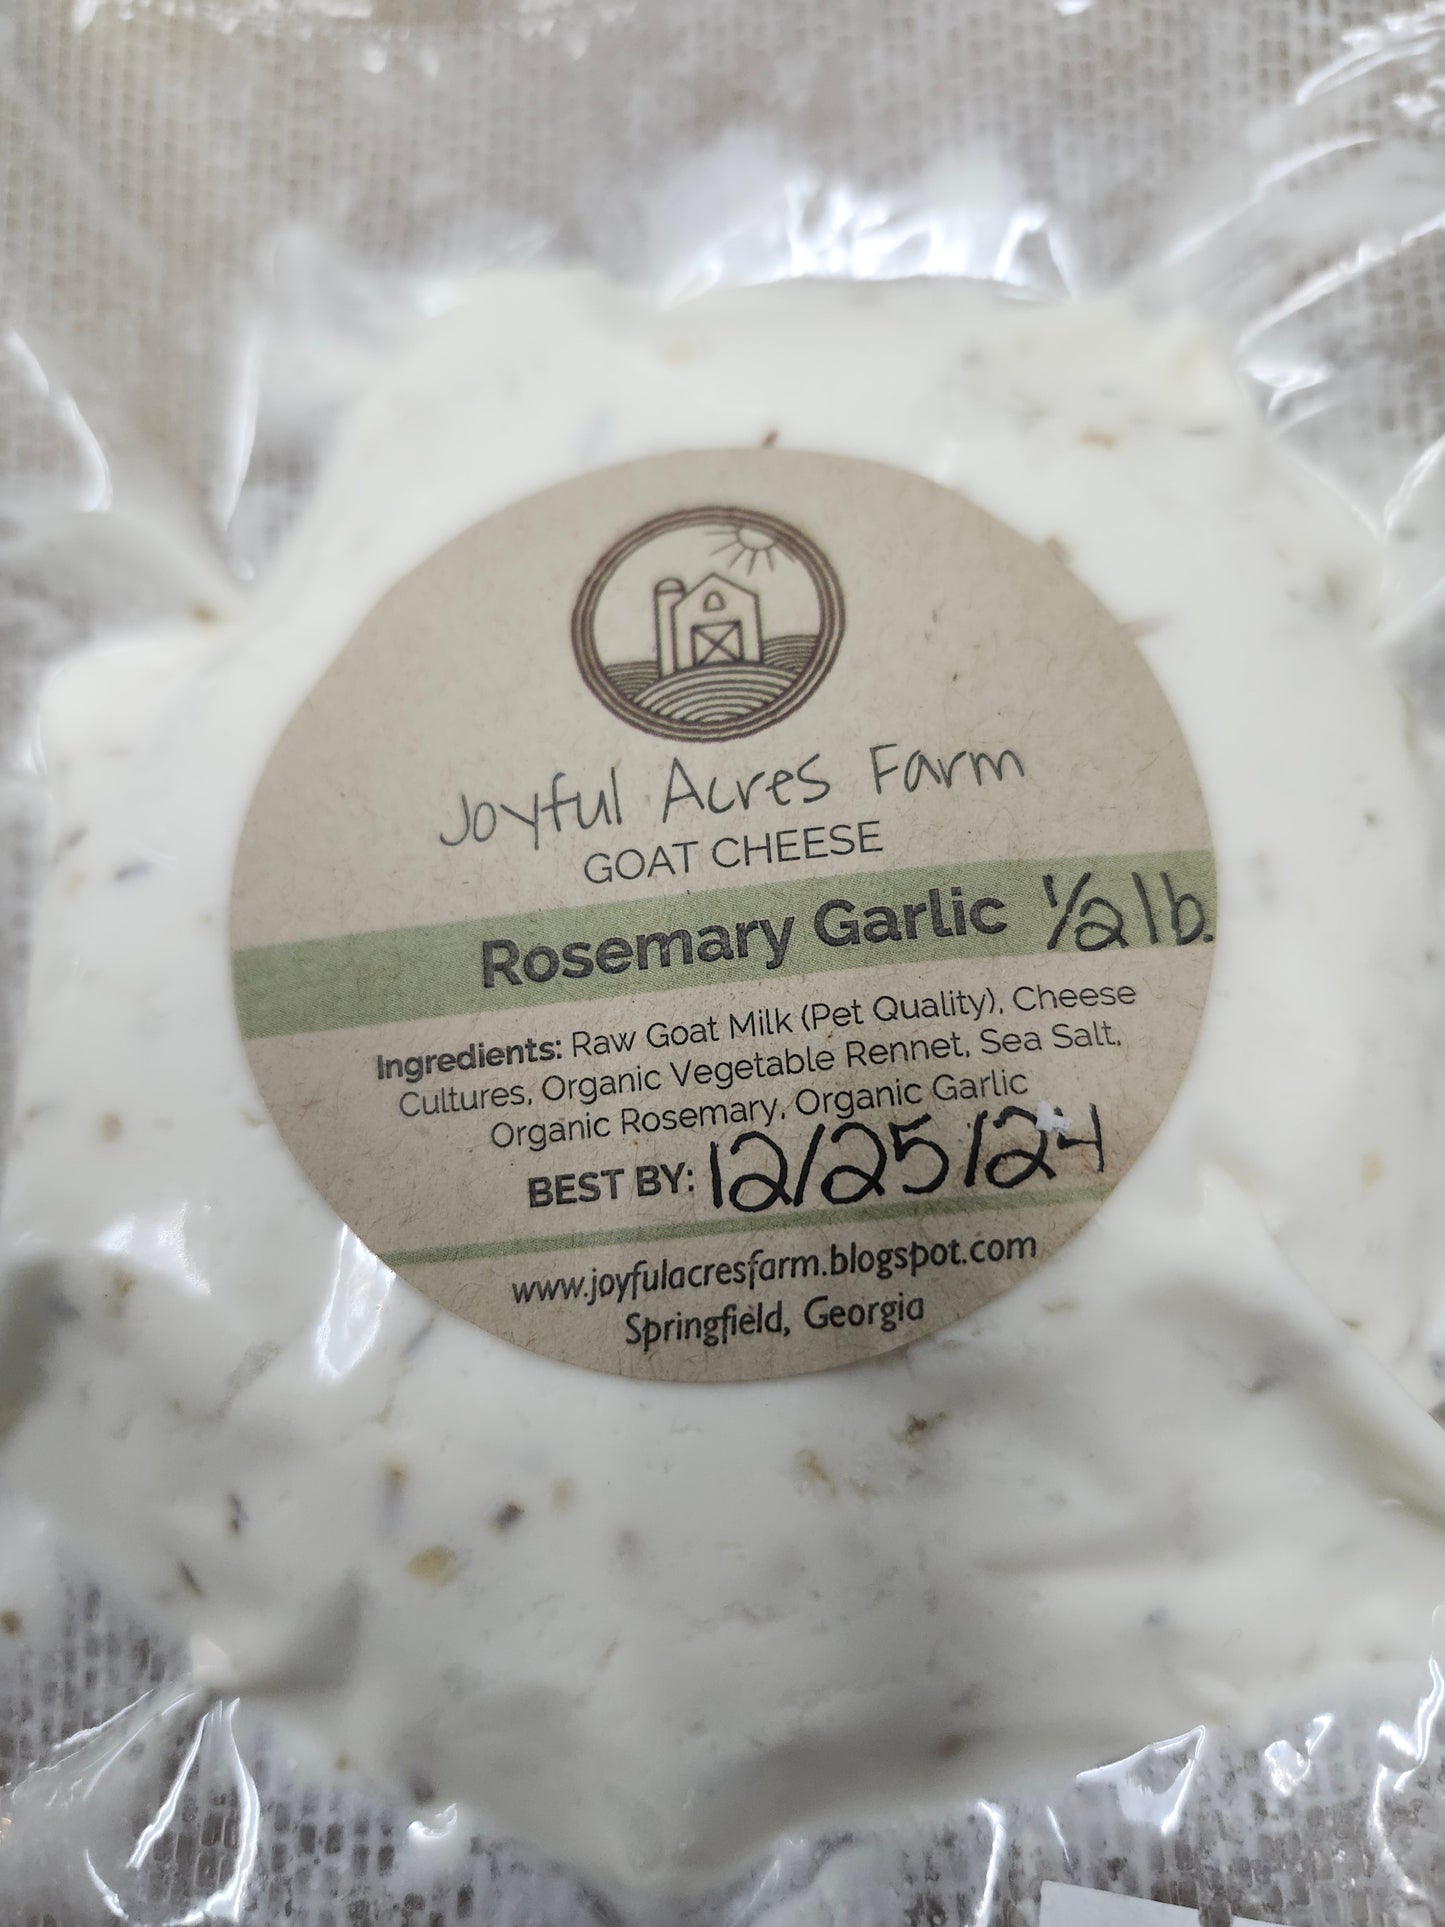 Joyful Acres Farm
GOAT CHEESE
Rosemary Garlic 1/2 lb.
Ingredients: Raw Goat Milk (Pet Quality), Cheese
Cultures, Organic Vegetable Rennet, Sea Salt,
Organic Rosemary, Organic Garlic
BEST BY: 12/25/24
www.joyfulacresfarm.blogspot.com
Springfield, Georgia